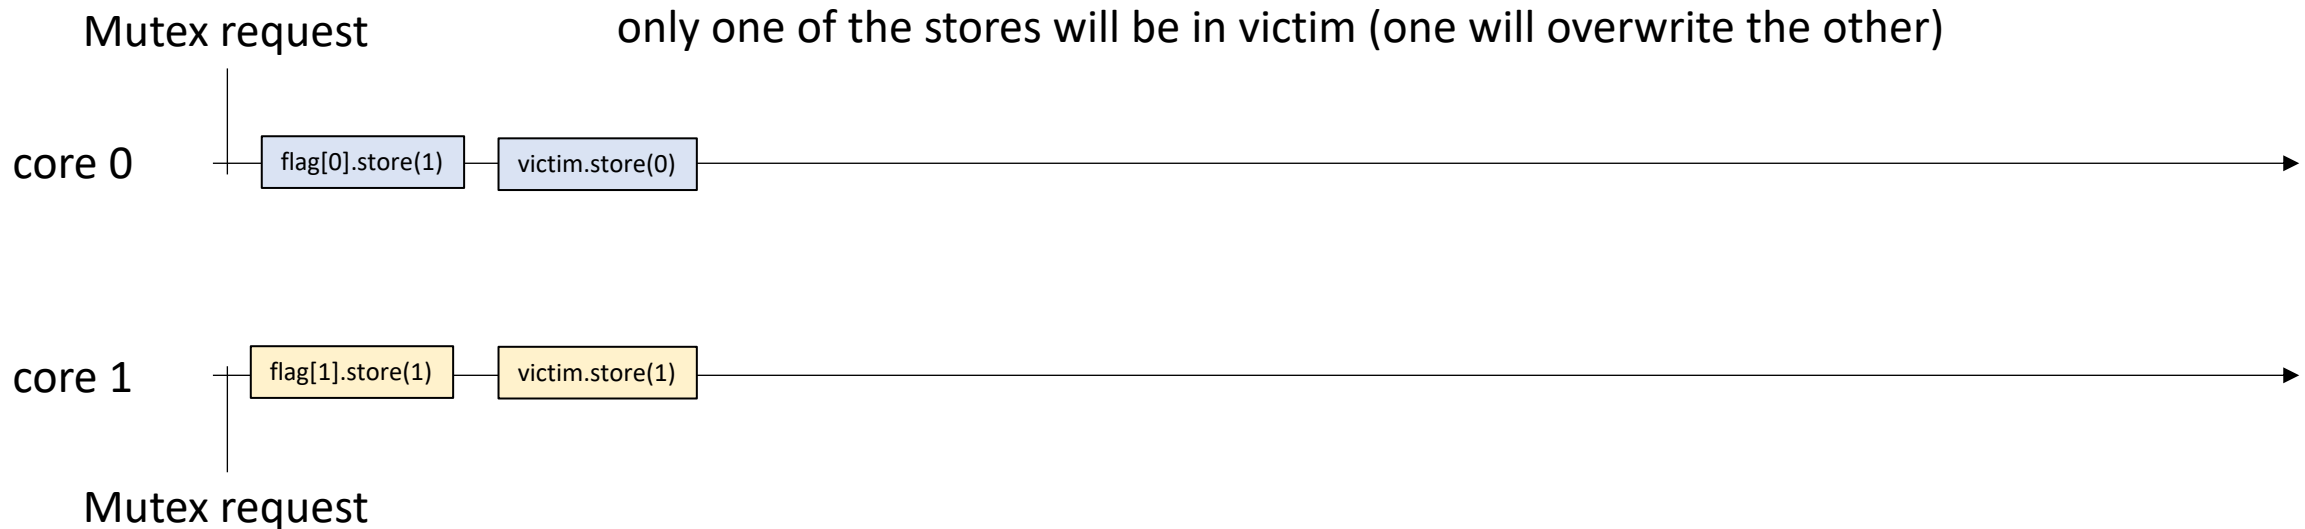 Mutex request
only one of the stores will be in victim (one will overwrite the other)
core 0
flag[0].store(1)
victim.store(0)
core 1
flag[1].store(1)
victim.store(1)
Mutex request